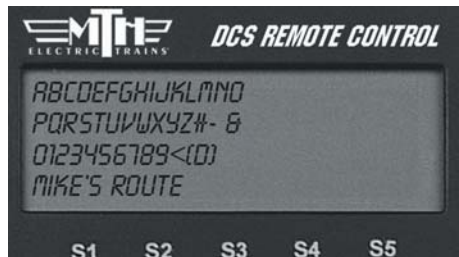 MTH
ELECTRIC TRAINS
DCS REMOTE CONTROL
ABCDEFGHIJKLMNO
PQRSTUVWXYZ#- &
0123456789<(D)
MIKE'S ROUTE
S1 S2 S3 S4 S5